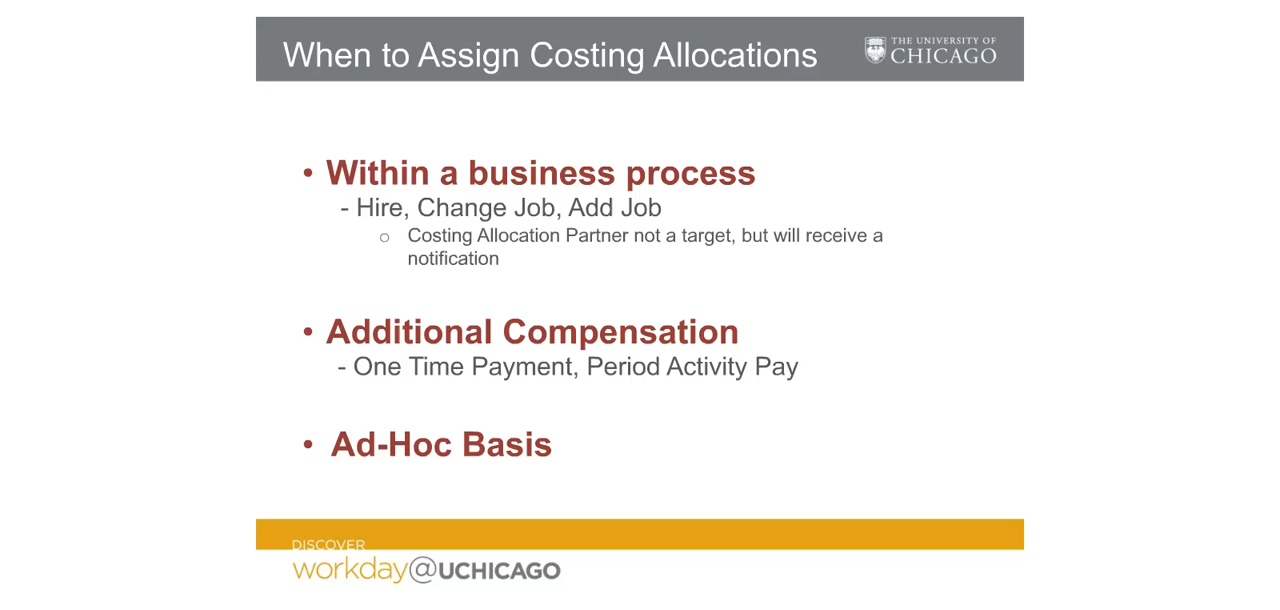 When to Assign Costing Allocations
THE UNIVERSITY OF
CHICAGO
• Within a business process
- Hire, Change Job, Add Job
o Costing Allocation Partner not a target, but will receive a
notification
• Additional Compensation
- One Time Payment, Period Activity Pay
• Ad-Hoc Basis
DISCOVER
workday@UCHICAGO